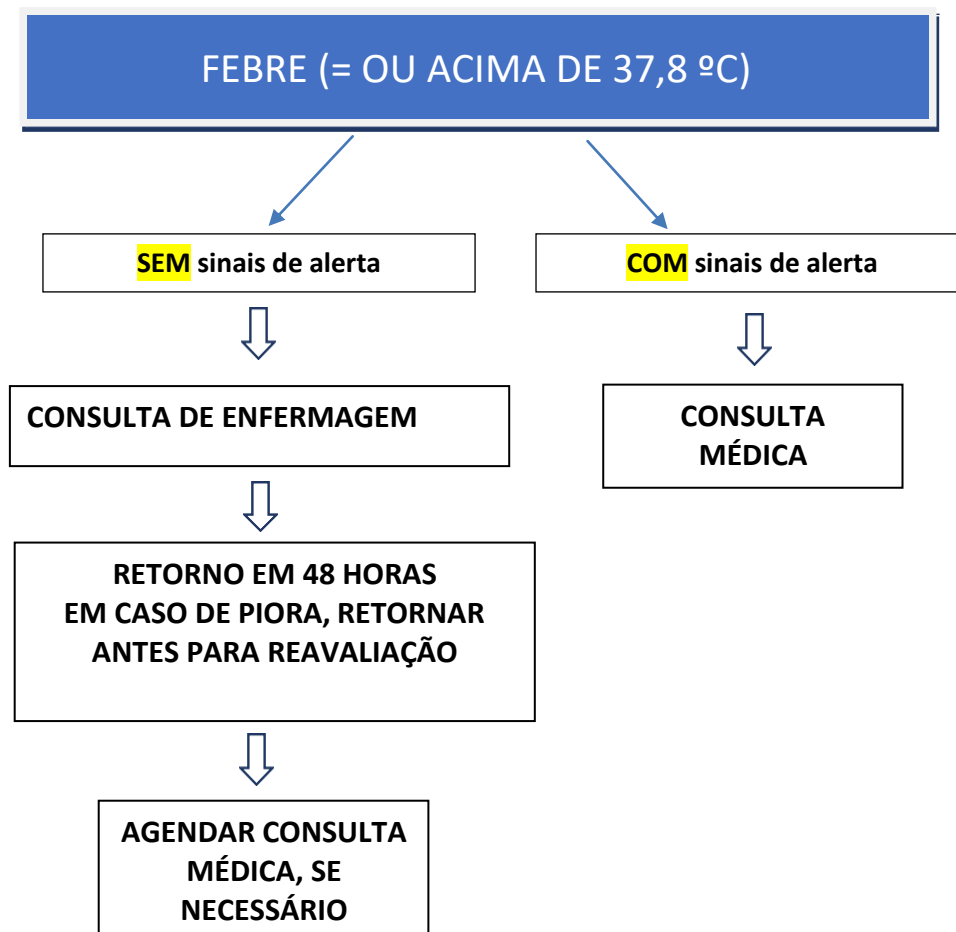 FEBRE (= OU ACIMA DE 37,8 ºC)
SEM sinais de alerta
COM sinais de alerta
CONSULTA DE ENFERMAGEM
CONSULTA
MÉDICA
RETORNO EM 48 HORAS
EM CASO DE PIORA, RETORNAR
ANTES PARA REAVALIAÇÃO
AGENDAR CONSULTA
MÉDICA, SE
NECESSÁRIO